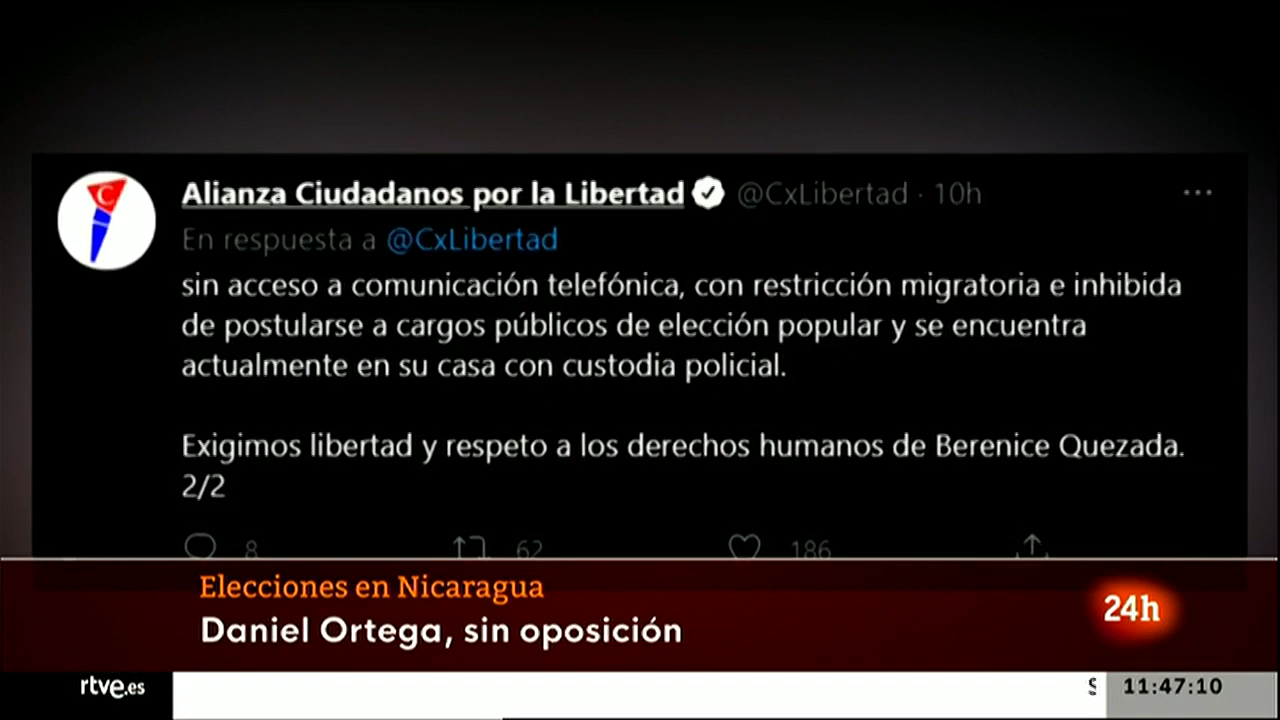 C
Alianza Ciudadanos por la Libertad @CxLibertad · 10h
En respuesta a @CxLibertad
sin acceso a comunicación telefónica, con restricción migratoria e inhibida
de postularse a cargos públicos de elección popular y se encuentra
actualmente en su casa con custodia policial.
Exigimos libertad y respeto a los derechos humanos de Berenice Quezada.
2/2
8 62 186
Elecciones en Nicaragua
Daniel Ortega, sin oposición
24h
rtve.es
S
11:47:10